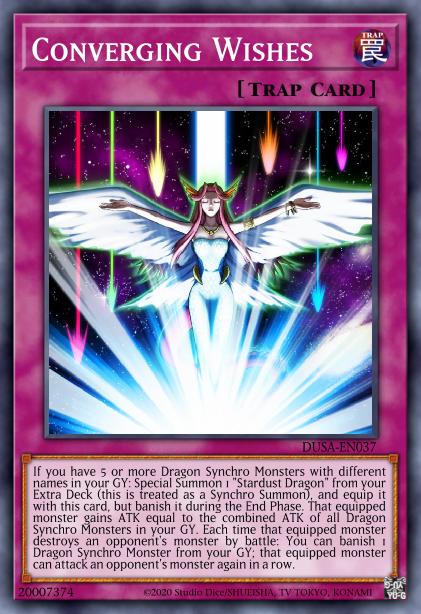 CONVERGING WISHES
TRAP
罠
[TRAP CARD]
DUSA-EN037
If you have 5 or more Dragon Synchro Monsters with different
names in your GY: Special Summon 1 "Stardust Dragon" from your
Extra Deck (this is treated as a Synchro Summon), and equip it
with this card, but banish it during the End Phase. That equipped
monster gains ATK equal to the combined ATK of all Dragon
Synchro Monsters in your GY. Each time that equipped monster
destroys an opponent's monster by battle: You can banish 1
Dragon Synchro Monster from your GY; that equipped monster
can attack an opponent's monster again in a row.
20007374
©2020 Studio Dice/SHUEISHA, TV TOKYO, KONAMI